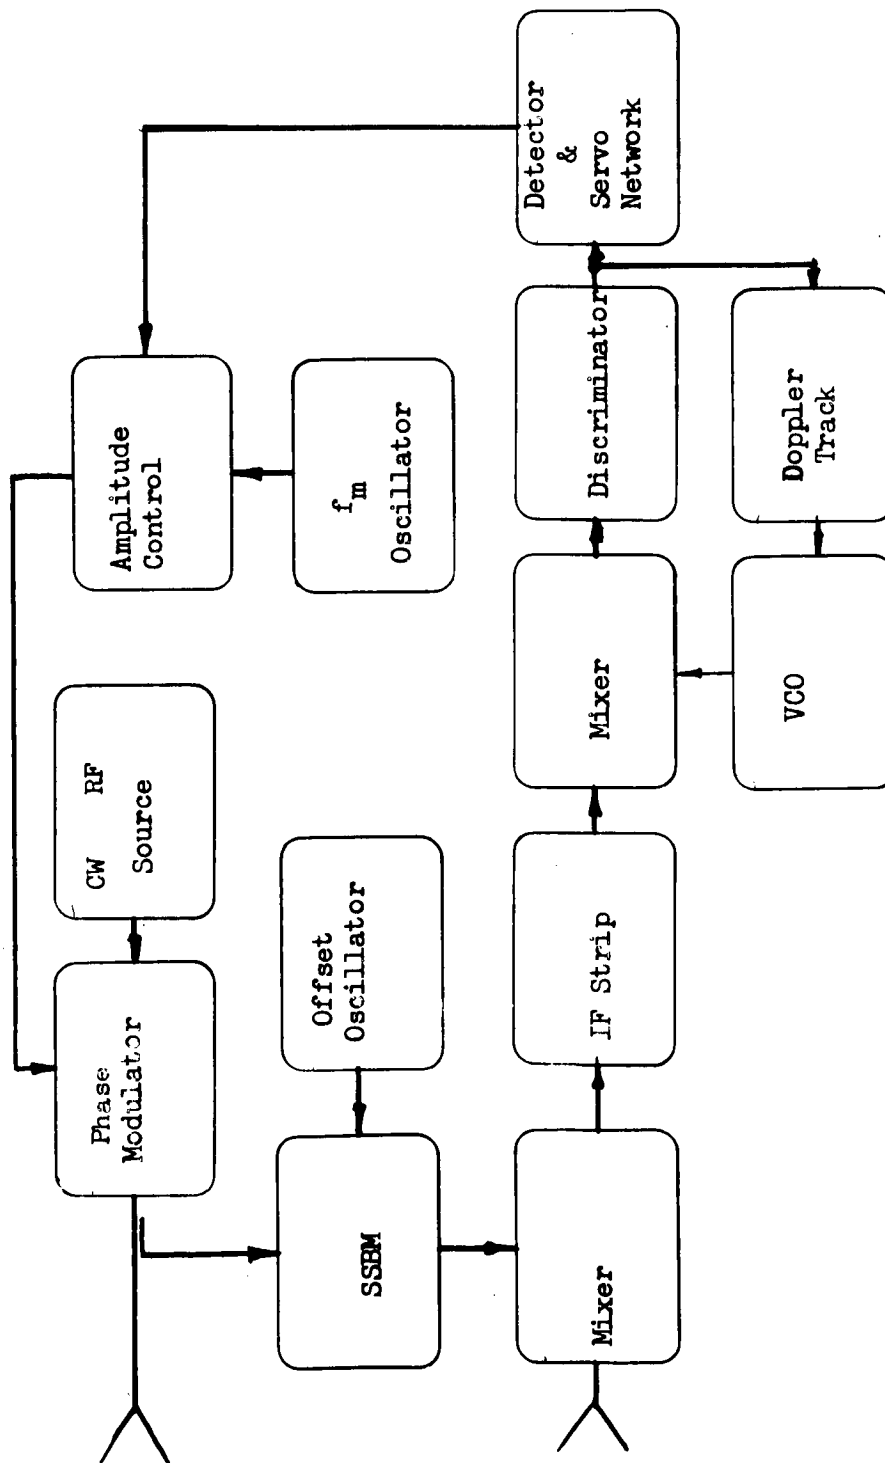 Phase
Modulator
CW RF
Source
Amplitude
Control
Offset
Oscillator
f_m
Oscillator
SSBM
Mixer
IF Strip
Mixer
Discriminator
Detector
&
Servo
Network
VCO
Doppler
Track